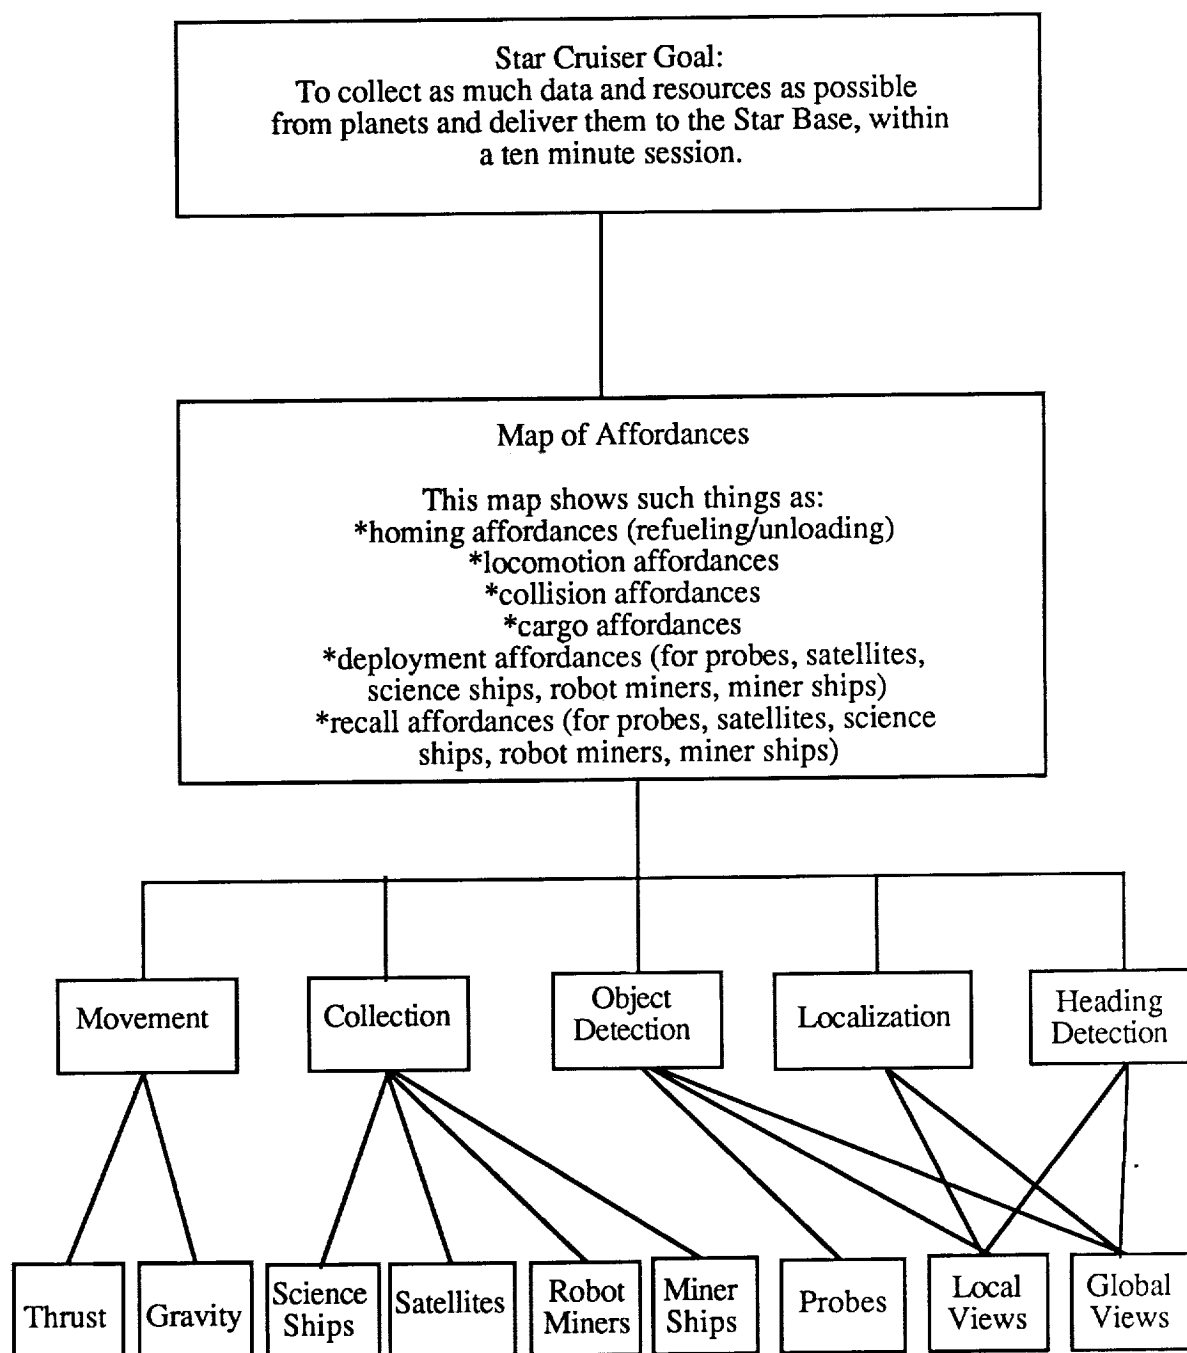 Star Cruiser Goal:
To collect as much data and resources as possible
from planets and deliver them to the Star Base, within
a ten minute session.
Map of Affordances
This map shows such things as:
*homing affordances (refueling/unloading)
*locomotion affordances
*collision affordances
*cargo affordances
*deployment affordances (for probes, satellites,
science ships, robot miners, miner ships)
*recall affordances (for probes, satellites, science
ships, robot miners, miner ships)
Movement
Collection
Object
Detection
Localization
Heading
Detection
Thrust
Gravity
Science
Ships
Satellites
Robot
Miners
Miner
Ships
Probes
Local
Views
Global
Views